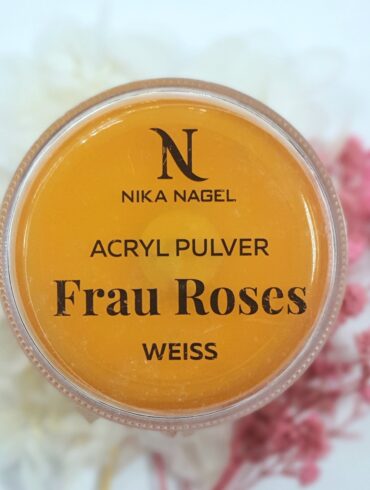 N
NIKA NAGEL
ACRYL PULVER
Frau Roses
WEISS